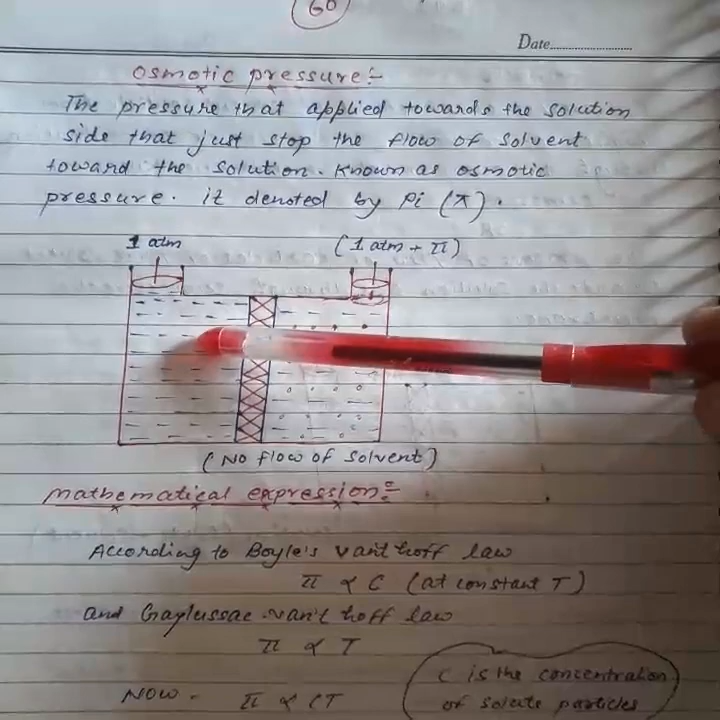 60
Date
Osmotic pressure:-
The pressure that applied towards the solution
side that just stop the flow of solvent
toward the solution. Known as osmotic
pressure. it denoted by Pi (π).
1 atm
(1 atm + π)
(No flow of solvent)
mathematical expression:-
According to Boyle's van't hoff law
π ∝ C (at constant T)
and Gaylussac van't hoff law
π ∝ T
C is the concentration
of solute particles
Now - π ∝ CT